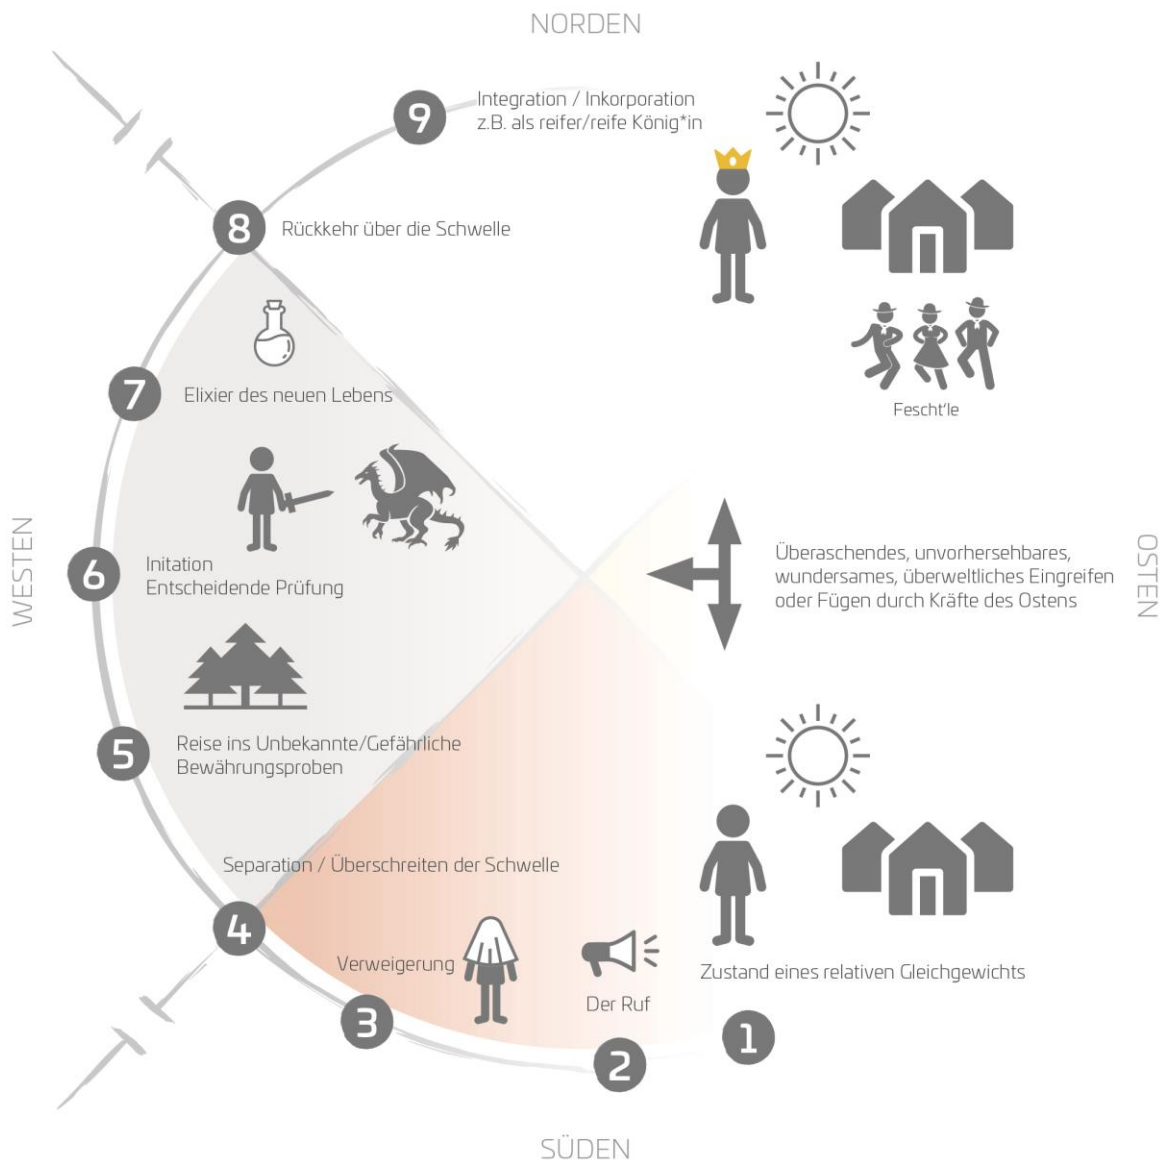 NORDEN
9
Integration / Inkorporation
z.B. als reifer/reife König*in
8
Rückkehr über die Schwelle
7
Elixier des neuen Lebens
Fescht'le
WESTEN
6
Initation
Entscheidende Prüfung
Überaschendes, unvorhersehbares,
wundersames, überweltliches Eingreifen
oder Fügen durch Kräfte des Ostens
OSTEN
5
Reise ins Unbekannte/Gefährliche
Bewährungsproben
Separation / Überschreiten der Schwelle
4
Verweigerung
3
Der Ruf
2
Zustand eines relativen Gleichgewichts
1
SÜDEN